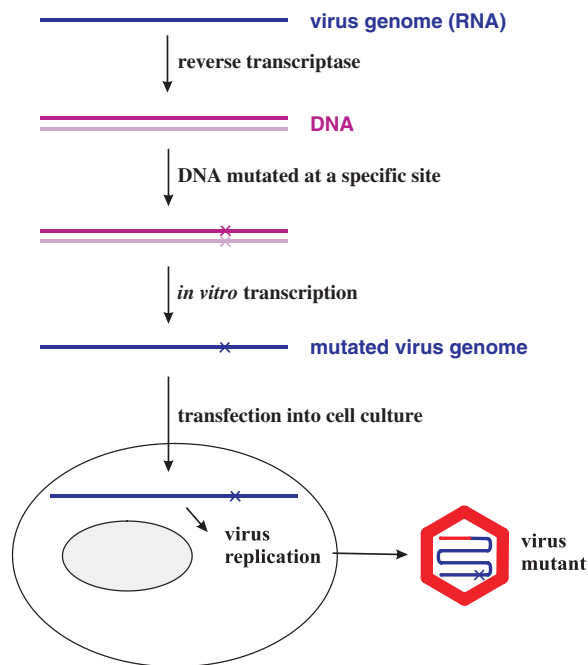 virus genome (RNA)
reverse transcriptase
DNA
DNA mutated at a specific site
in vitro transcription
mutated virus genome
transfection into cell culture
virus
replication
virus
mutant